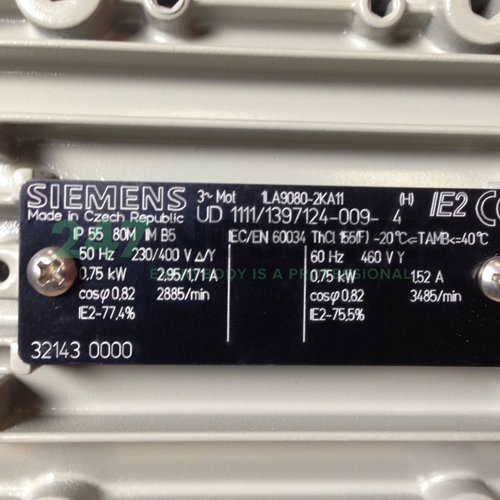 SIEMENS 3~ Mot 1LA9080-2KA11 (H) IE2 CE
Made in Czech Republic UD 1111/1397124-009- 4
IP 55 80M IM B5 IEC/EN 60034 ThCl 155(F) -20°C<=TAMB<=40°C
50 Hz 230/400 V Δ/Y 60 Hz 460 V Y
0,75 kW 2,95/1,71 A 0,75 kW 1,52 A
cosφ 0,82 2885/min cosφ 0,82 3485/min
IE2-77,4% IE2-75,5%
32143 0000